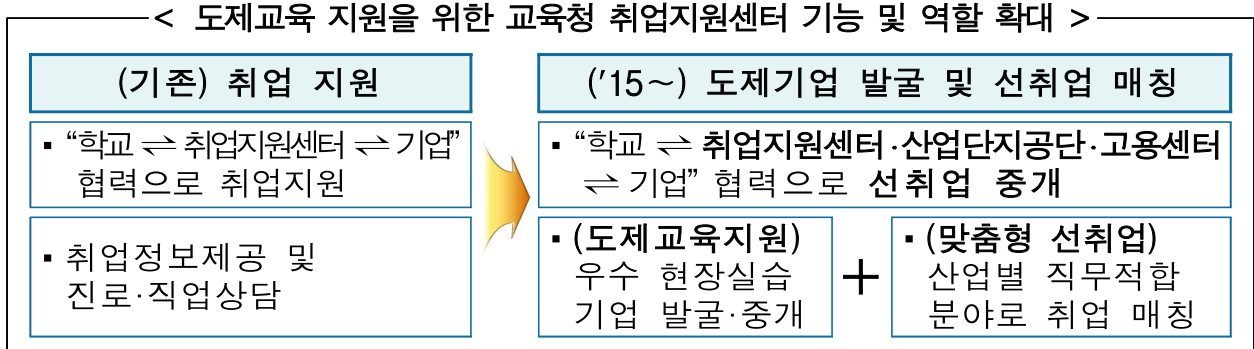 < 도제교육 지원을 위한 교육청 취업지원센터 기능 및 역할 확대 >
(기존) 취업 지원
▪ “학교 ⇌ 취업지원센터 ⇌ 기업”
협력으로 취업지원
▪ 취업정보제공 및
진로·직업상담
('15~) 도제기업 발굴 및 선취업 매칭
▪ “학교 ⇌ 취업지원센터·산업단지공단·고용센터
⇌ 기업” 협력으로 선취업 중개
▪ (도제교육지원)
우수 현장실습
기업 발굴·중개
+
▪ (맞춤형 선취업)
산업별 직무적합
분야로 취업 매칭